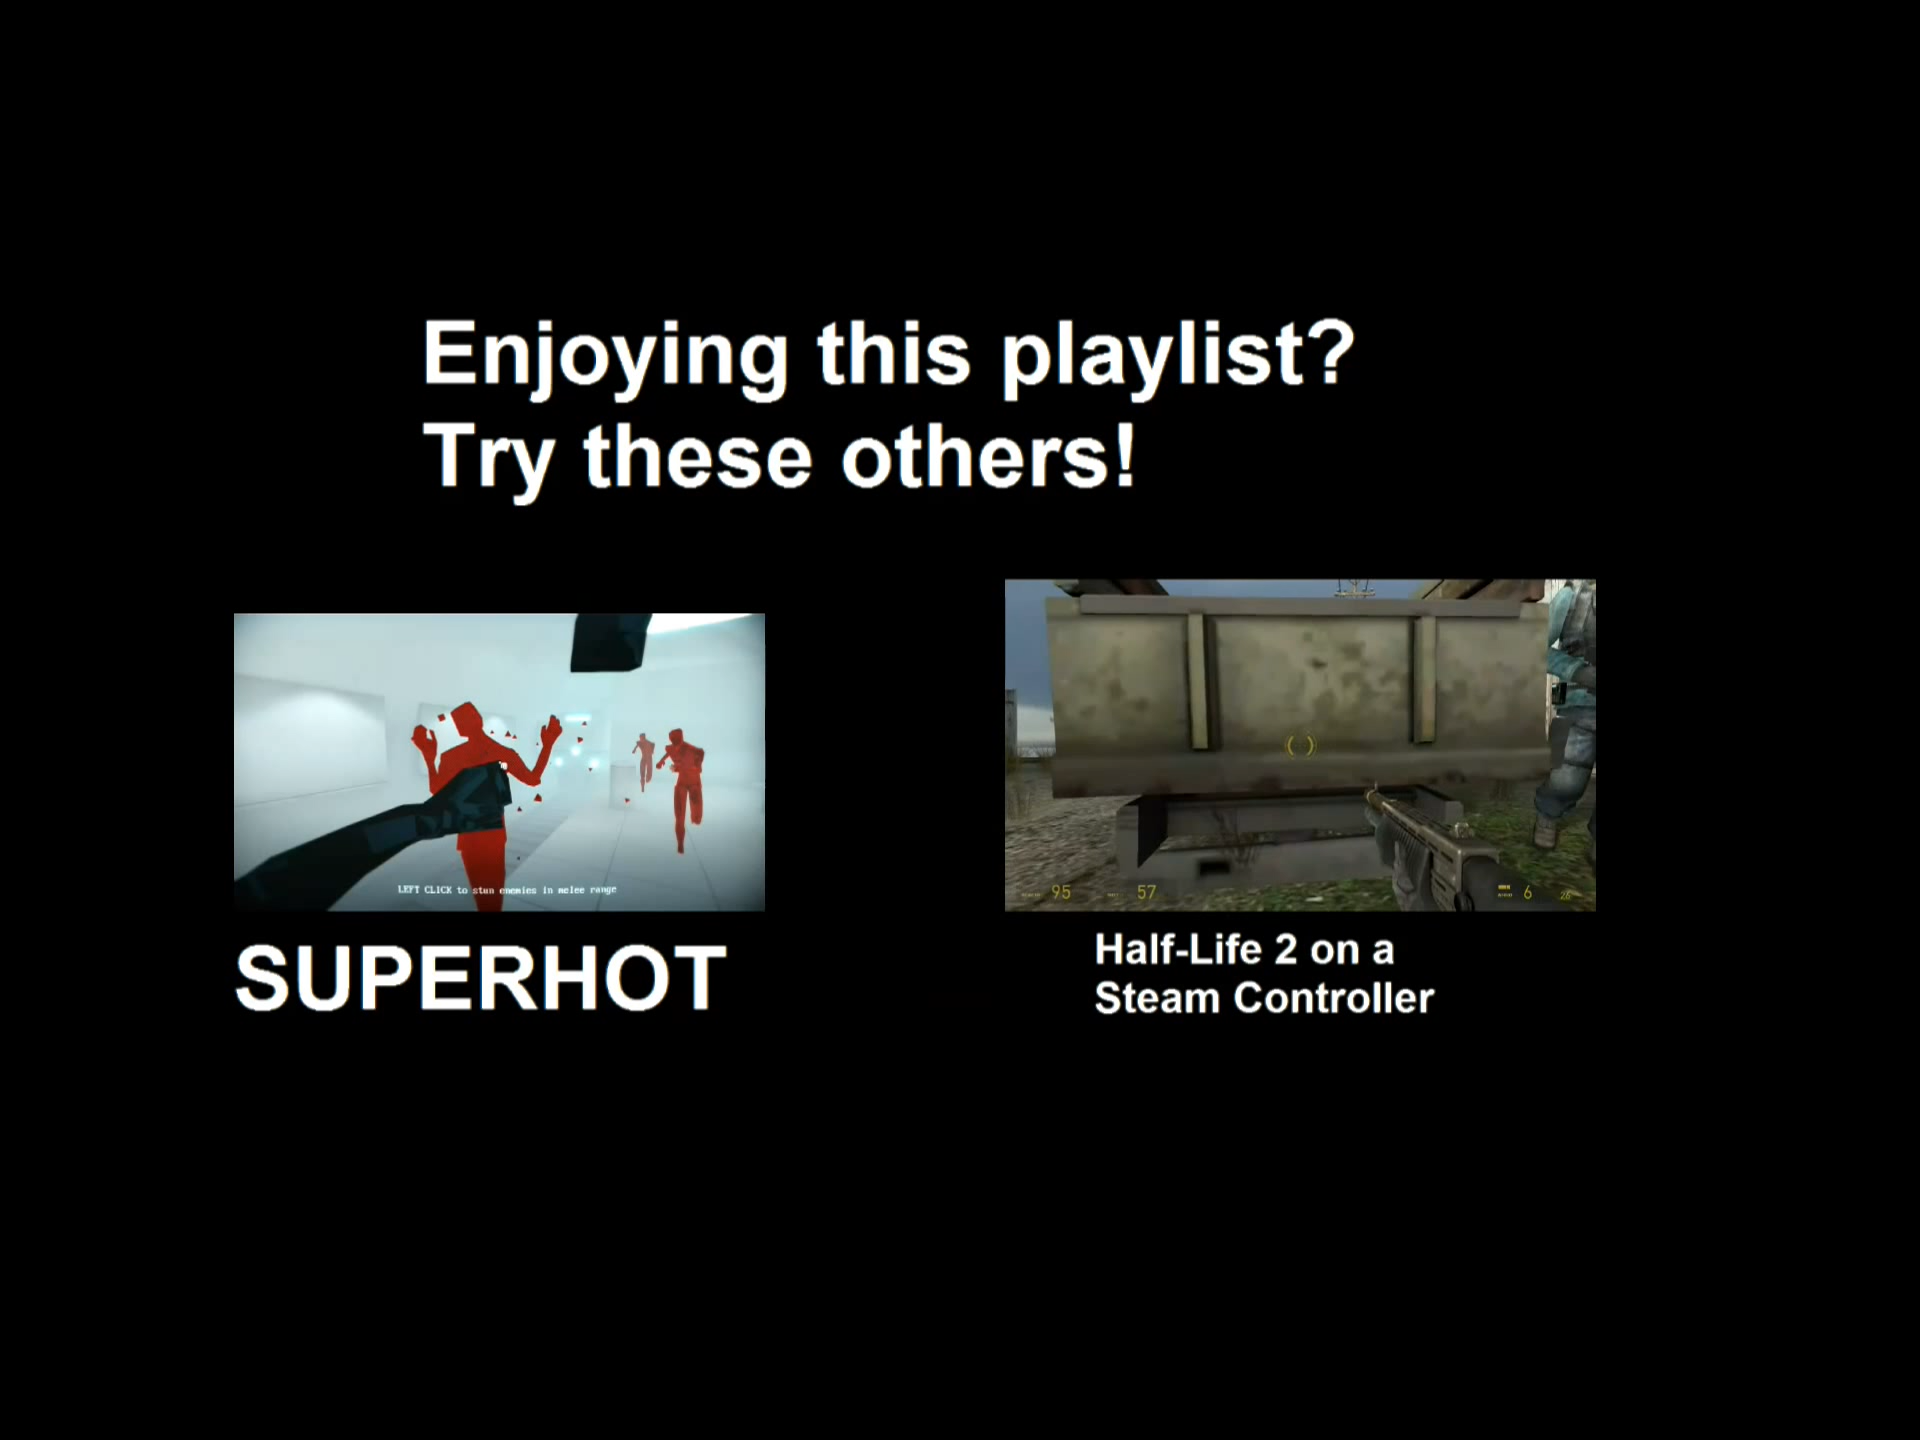 Enjoying this playlist?
Try these others!
LEFT CLICK to stun enemies in melee range
95
57
6
26
SUPERHOT
Half-Life 2 on a
Steam Controller